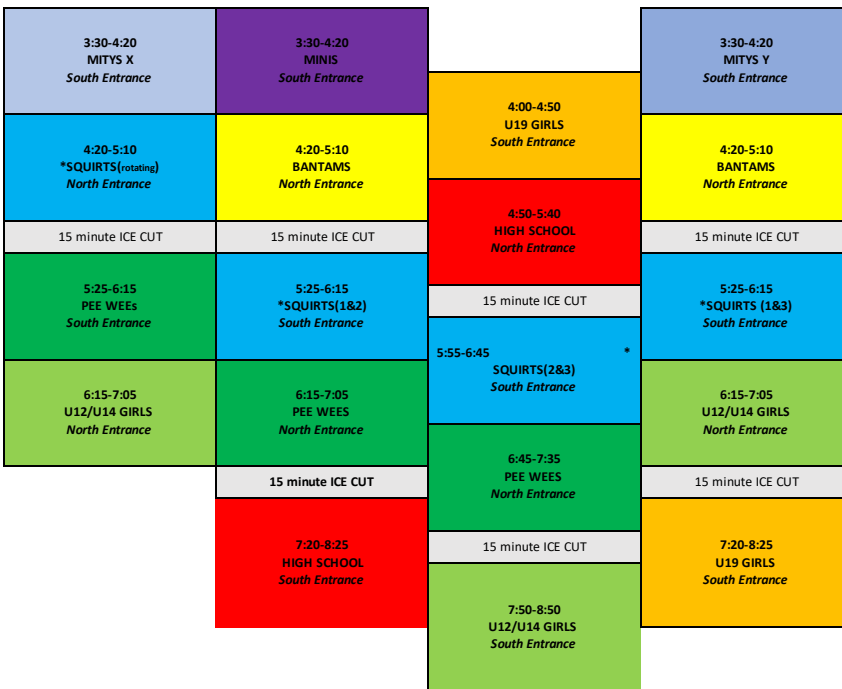 3:30-4:20
MITYS X
South Entrance
4:20-5:10
*SQUIRTS(rotating)
North Entrance
15 minute ICE CUT
5:25-6:15
PEE WEEs
South Entrance
6:15-7:05
U12/U14 GIRLS
North Entrance
3:30-4:20
MINIS
South Entrance
4:20-5:10
BANTAMS
North Entrance
15 minute ICE CUT
5:25-6:15
*SQUIRTS(1&2)
South Entrance
6:15-7:05
PEE WEES
North Entrance
15 minute ICE CUT
7:20-8:25
HIGH SCHOOL
South Entrance
4:00-4:50
U19 GIRLS
South Entrance
4:50-5:40
HIGH SCHOOL
North Entrance
15 minute ICE CUT
5:55-6:45 *
SQUIRTS(2&3)
South Entrance
6:45-7:35
PEE WEES
North Entrance
15 minute ICE CUT
7:50-8:50
U12/U14 GIRLS
South Entrance
3:30-4:20
MITYS Y
South Entrance
4:20-5:10
BANTAMS
North Entrance
15 minute ICE CUT
5:25-6:15
*SQUIRTS (1&3)
South Entrance
6:15-7:05
U12/U14 GIRLS
North Entrance
15 minute ICE CUT
7:20-8:25
U19 GIRLS
South Entrance